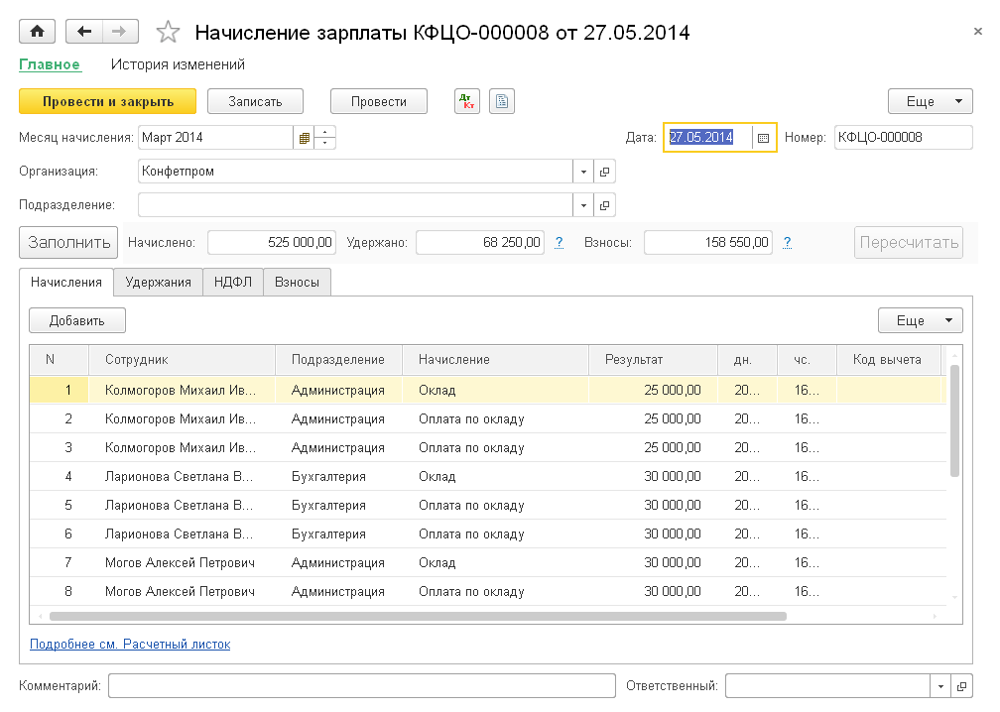 Начисление зарплаты КФЦО-000008 от 27.05.2014
Главное История изменений
Провести и закрыть Записать Провести Дт Кт Еще
Месяц начисления: Март 2014 Дата: 27.05.2014 Номер: КФЦО-000008
Организация: Конфетпром
Подразделение:
Заполнить Начислено: 525 000,00 Удержано: 68 250,00 ? Взносы: 158 550,00 ? Пересчитать
Начисления Удержания НДФЛ Взносы
Добавить Еще
N Сотрудник Подразделение Начисление Результат дн. чс. Код вычета
1 Колмогоров Михаил Ив... Администрация Оклад 25 000,00 20... 16...
2 Колмогоров Михаил Ив... Администрация Оплата по окладу 25 000,00 20... 16...
3 Колмогоров Михаил Ив... Администрация Оплата по окладу 25 000,00 20... 16...
4 Ларионова Светлана В... Бухгалтерия Оклад 30 000,00 20... 16...
5 Ларионова Светлана В... Бухгалтерия Оплата по окладу 30 000,00 20... 16...
6 Ларионова Светлана В... Бухгалтерия Оплата по окладу 30 000,00 20... 16...
7 Могов Алексей Петрович Администрация Оклад 30 000,00 20... 16...
8 Могов Алексей Петрович Администрация Оплата по окладу 30 000,00 20... 16...
Подробнее см. Расчетный листок
Комментарий: Ответственный: